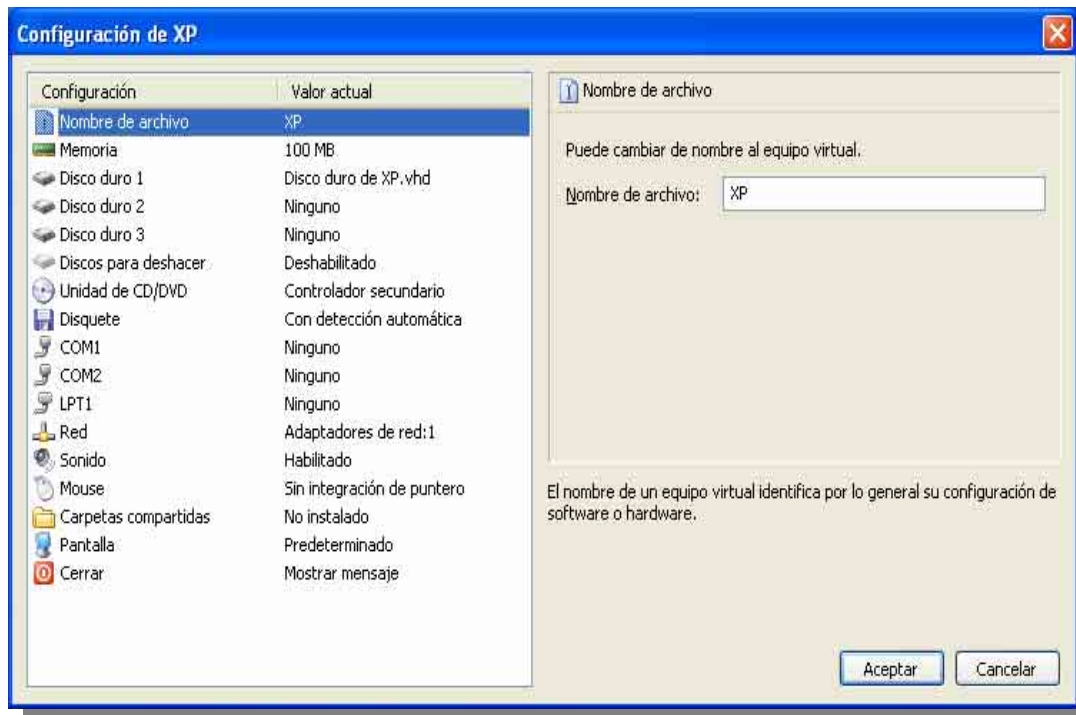 Configuración de XP
Configuración Valor actual
Nombre de archivo XP
Memoria 100 MB
Disco duro 1 Disco duro de XP.vhd
Disco duro 2 Ninguno
Disco duro 3 Ninguno
Discos para deshacer Deshabilitado
Unidad de CD/DVD Controlador secundario
Disquete Con detección automática
COM1 Ninguno
COM2 Ninguno
LPT1 Ninguno
Red Adaptadores de red:1
Sonido Habilitado
Mouse Sin integración de puntero
Carpetas compartidas No instalado
Pantalla Predeterminado
Cerrar Mostrar mensaje
Nombre de archivo
Puede cambiar de nombre al equipo virtual.
Nombre de archivo: XP
El nombre de un equipo virtual identifica por lo general su configuración de
software o hardware.
Aceptar Cancelar